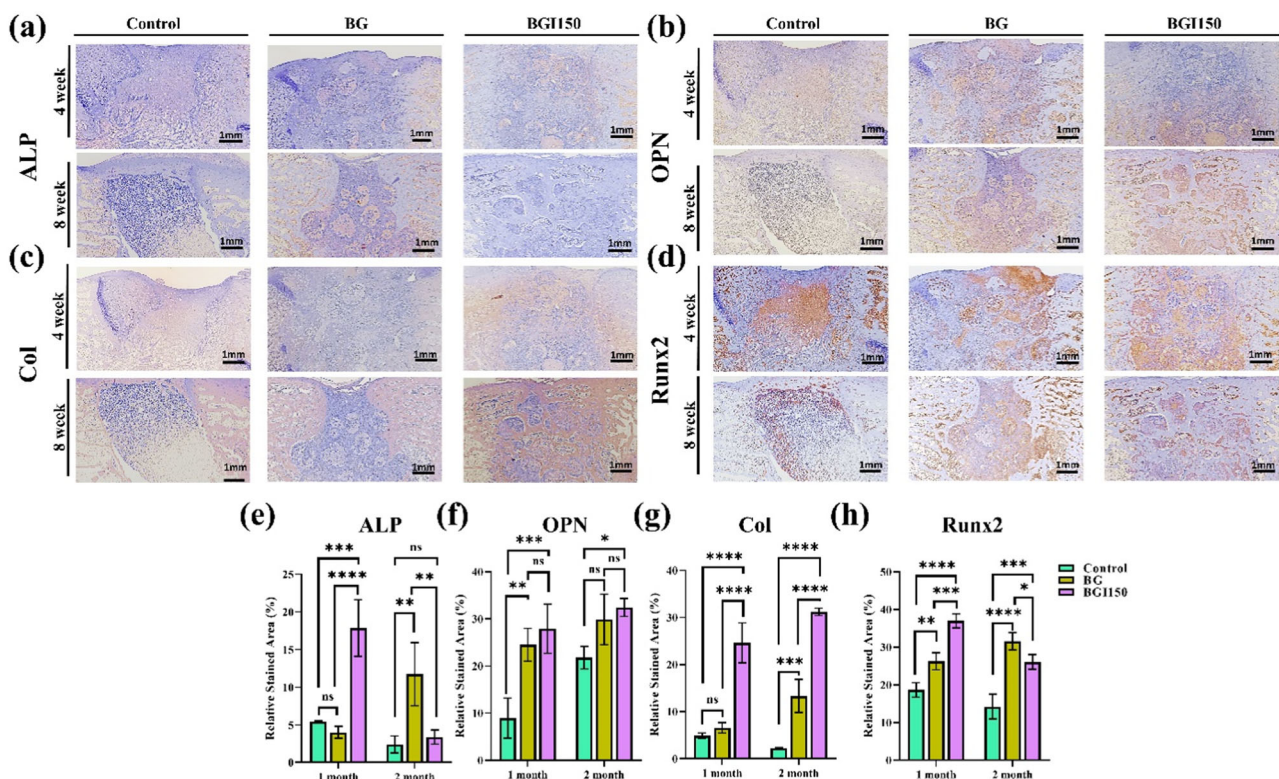 (a) Control BG BGI150 (b) Control BG BGI150
ALP
4 week
1mm 1mm 1mm
8 week
1mm 1mm 1mm
OPN
4 week
1mm 1mm 1mm
8 week
1mm 1mm 1mm
(c)
Col
4 week
1mm 1mm 1mm
8 week
1mm 1mm 1mm
(d)
Runx2
4 week
1mm 1mm 1mm
8 week
1mm 1mm 1mm
(e) ALP
Relative Stained Area (%)
25
20
15
10
5
0
*** **** ns
ns ** **
1 month 2 month
(f) OPN
Relative Stained Area (%)
40
30
20
10
0
*** ** ns
* ns ns
1 month 2 month
(g) Col
Relative Stained Area (%)
40
30
20
10
0
**** **** ns
**** **** ***
1 month 2 month
(h) Runx2
Relative Stained Area (%)
50
40
30
20
10
0
**** *** **
*** * ****
1 month 2 month
Control
BG
BGI150